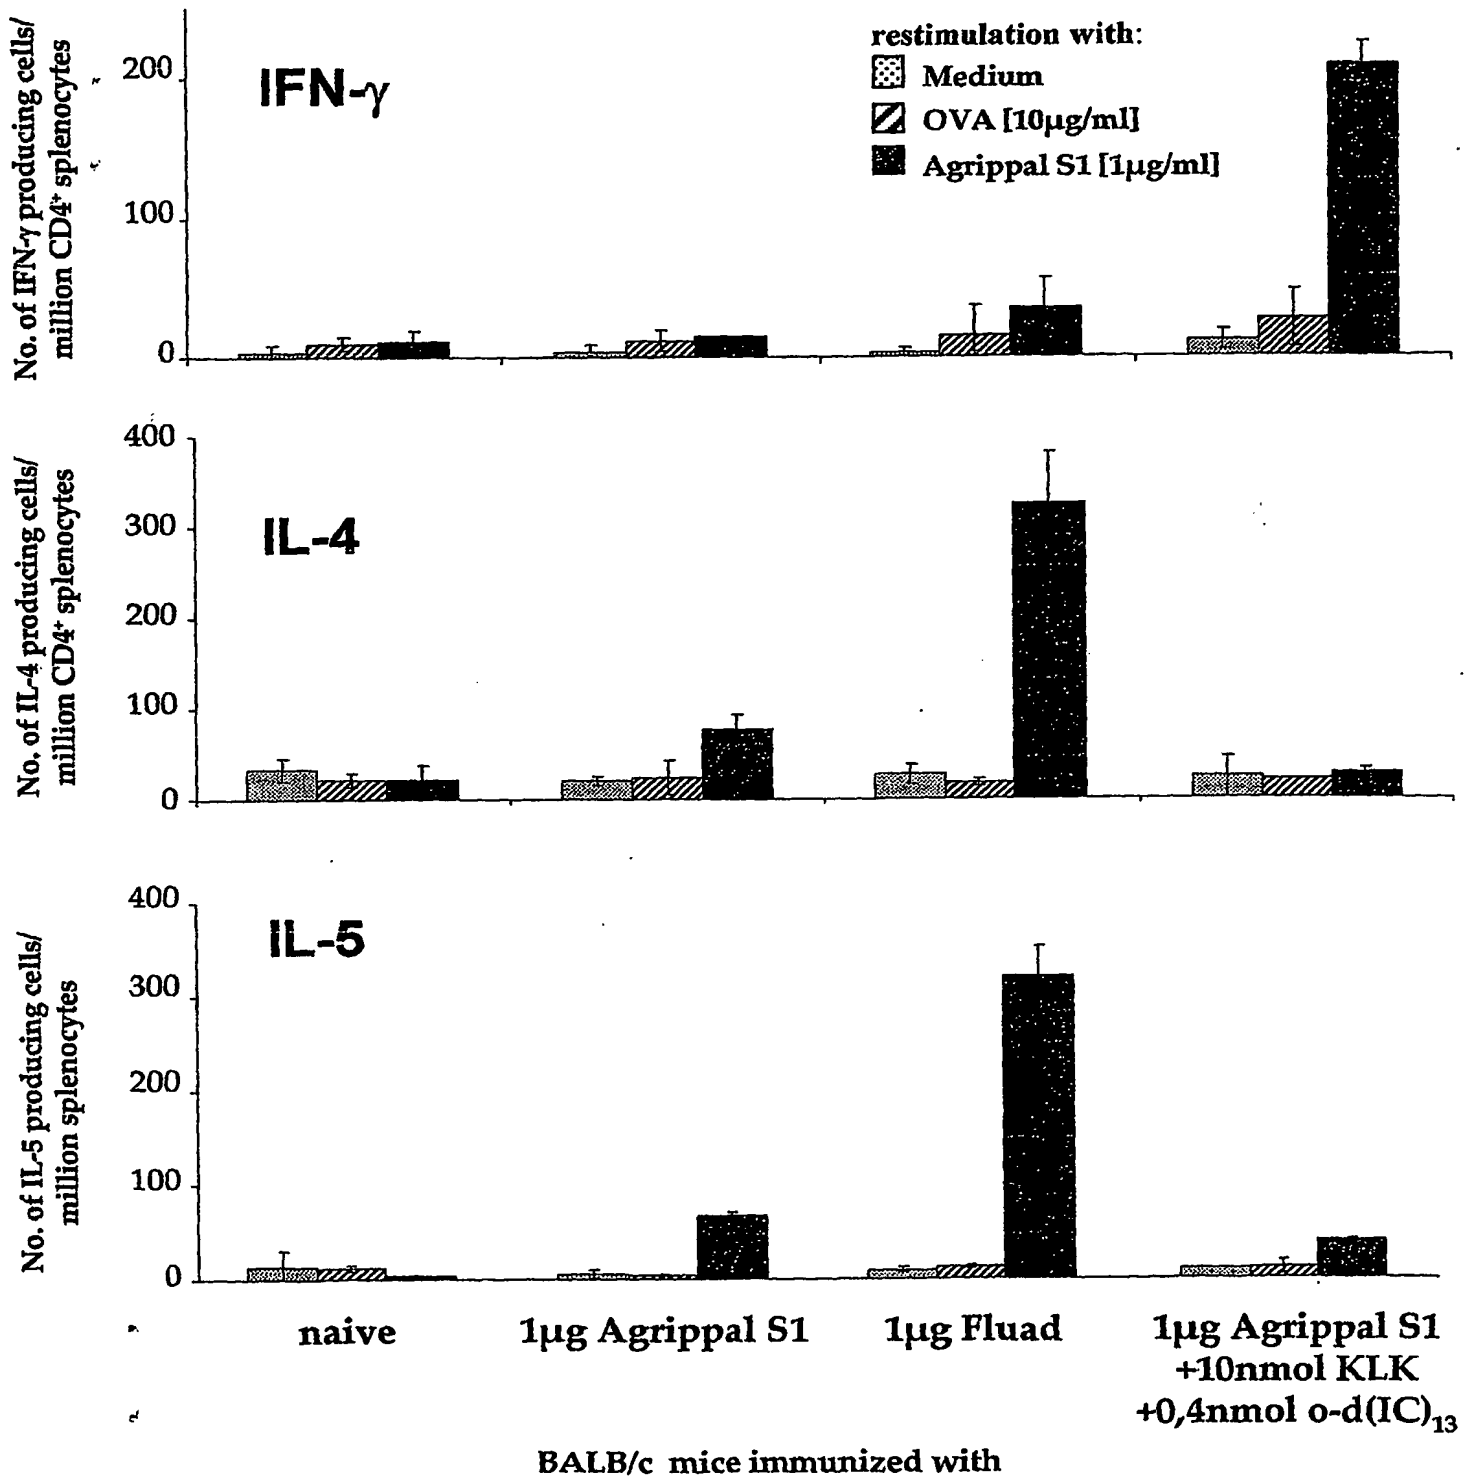 No. of IFN-γ producing cells/
million CD4⁺ splenocytes
200
100
0
IFN-γ
restimulation with:
Medium
OVA [10µg/ml]
Agrippal S1 [1µg/ml]
No. of IL-4 producing cells/
million CD4⁺ splenocytes
400
300
200
100
0
IL-4
No. of IL-5 producing cells/
million splenocytes
400
300
200
100
0
IL-5
naive
1µg Agrippal S1
1µg Fluad
1µg Agrippal S1
+10nmol KLK
+0,4nmol o-d(IC)₁₃
BALB/c mice immunized with